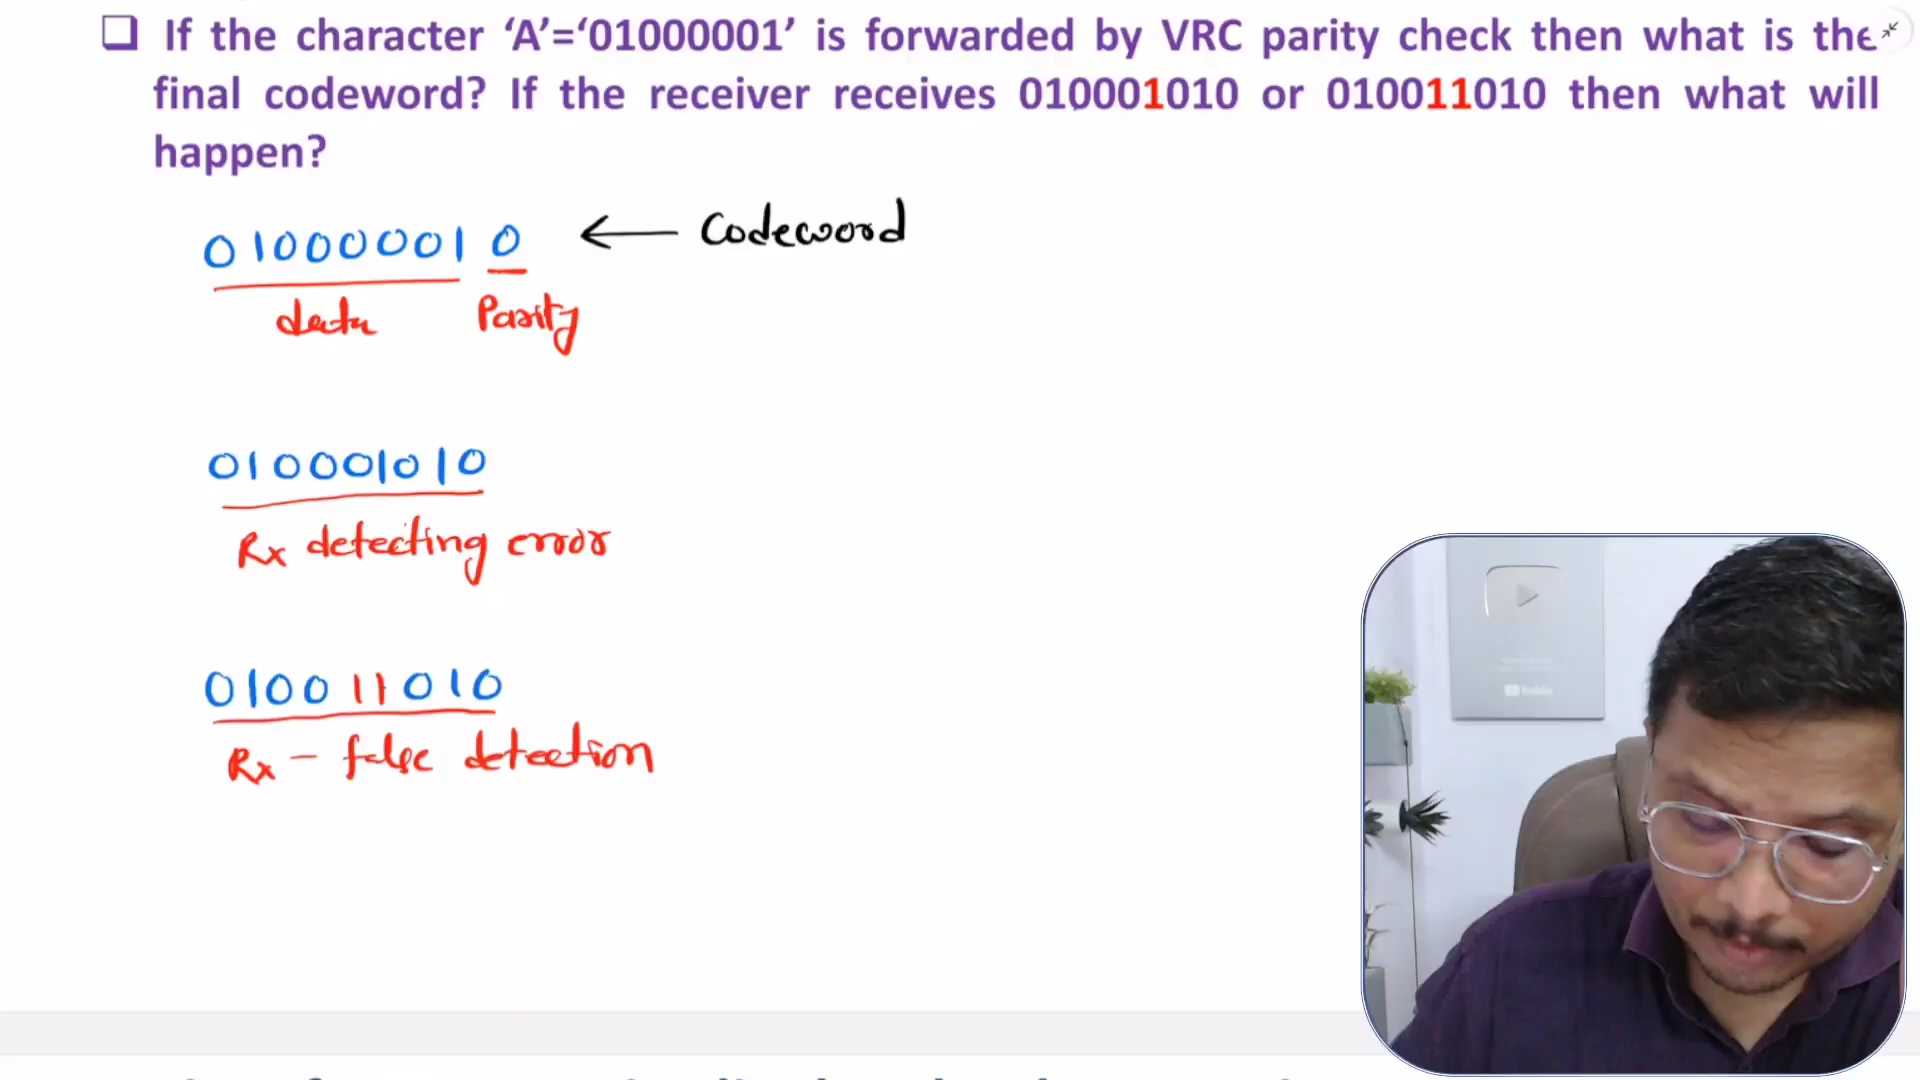 ❑ If the character ‘A’=‘01000001’ is forwarded by VRC parity check then what is the
final codeword? If the receiver receives 010001010 or 010011010 then what will
happen?
01000001 0 ← Codeword
data Parity
010001010
Rx detecting error
010011010
Rx - false detection